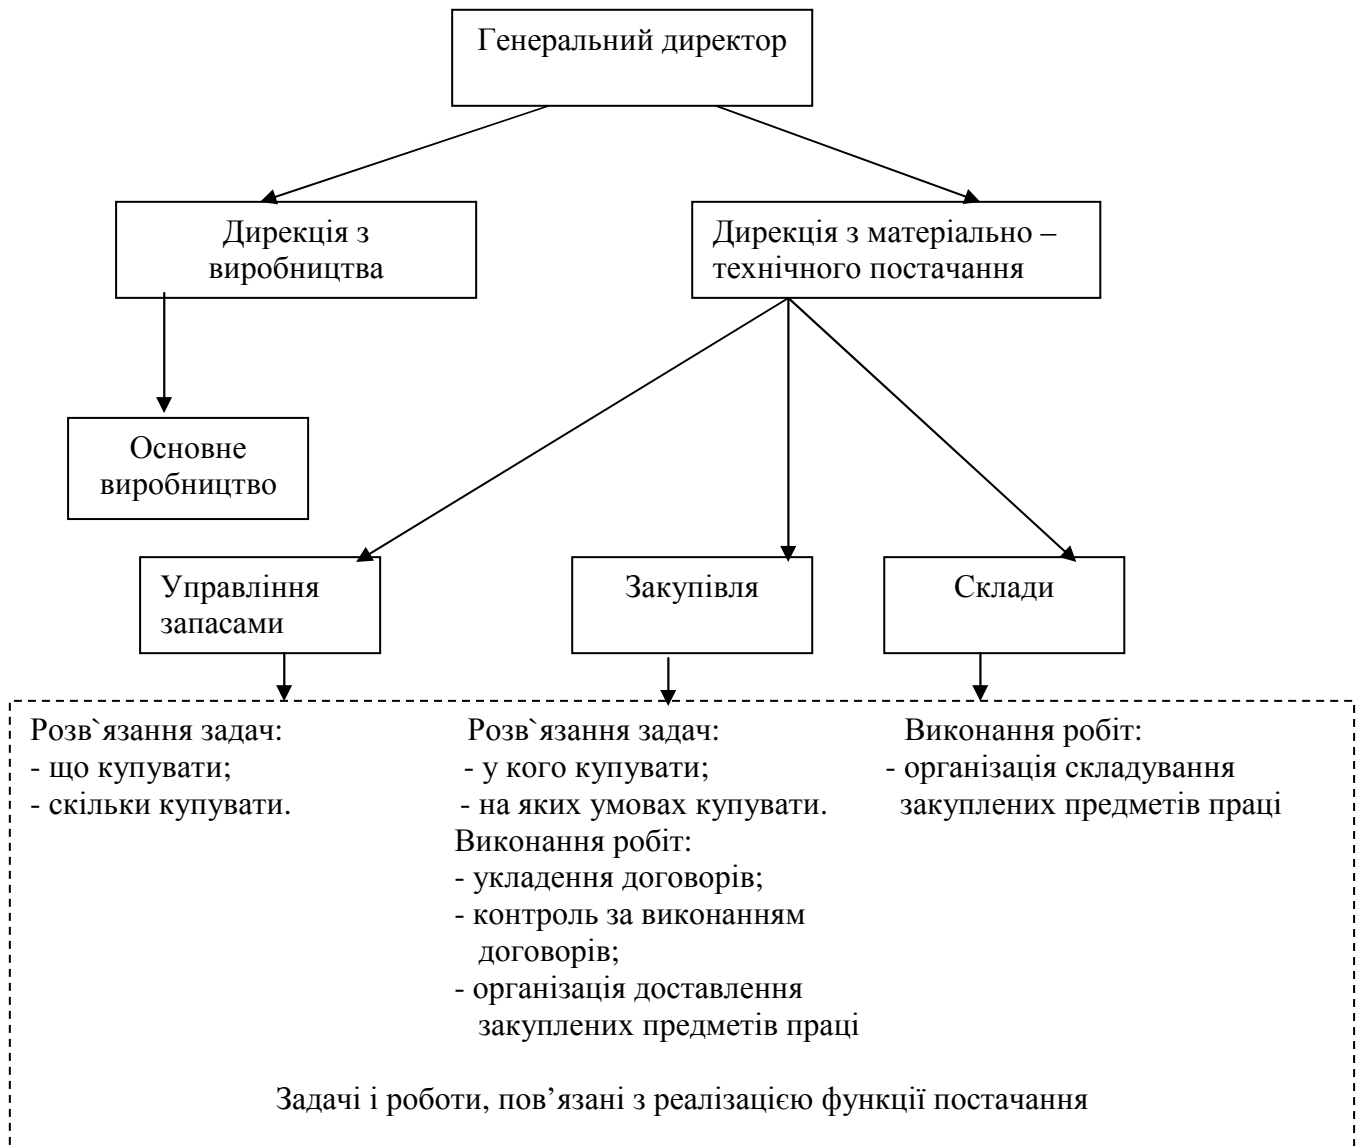 Генеральний директор
Дирекція з
виробництва
Дирекція з матеріально –
технічного постачання
Основне
виробництво
Управління
запасами
Закупівля
Склади
Розв`язання задач:
- що купувати;
- скільки купувати.
Розв`язання задач:
- у кого купувати;
- на яких умовах купувати.
Виконання робіт:
- укладення договорів;
- контроль за виконанням
договорів;
- організація доставлення
закуплених предметів праці
Виконання робіт:
- організація складування
закуплених предметів праці
Задачі і роботи, пов’язані з реалізацією функції постачання